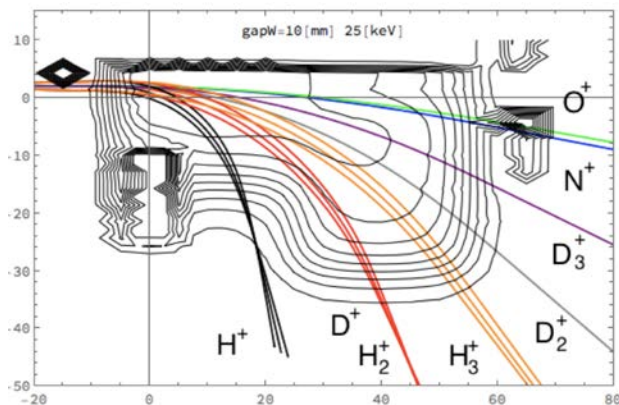 gapW=10[mm] 25[keV]
10
0
-10
-20
-30
-40
-50
O⁺
N⁺
D₃⁺
H⁺
D⁺
H₂⁺
H₃⁺
D₂⁺
-20
0
20
40
60
80